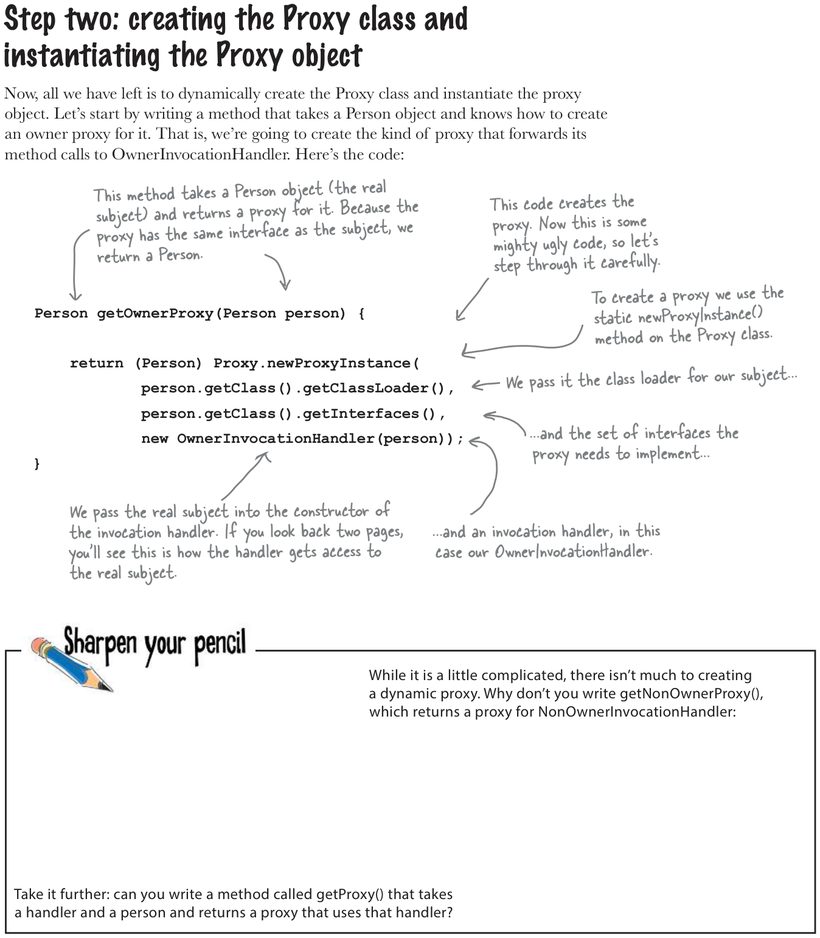 Step two: creating the Proxy class and
instantiating the Proxy object
Now, all we have left is to dynamically create the Proxy class and instantiate the proxy
object. Let's start by writing a method that takes a Person object and knows how to create
an owner proxy for it. That is, we're going to create the kind of proxy that forwards its
method calls to OwnerInvocationHandler. Here's the code:
This method takes a Person object (the real
subject) and returns a proxy for it. Because the
proxy has the same interface as the subject, we
return a Person.
This code creates the
proxy. Now this is some
mighty ugly code, so let's
step through it carefully.
Person getOwnerProxy(Person person) {
To create a proxy we use the
static newProxyInstance()
method on the Proxy class.
return (Person) Proxy.newProxyInstance(
person.getClass().getClassLoader(),
We pass it the class loader for our subject...
person.getClass().getInterfaces(),
...and the set of interfaces the
proxy needs to implement...
new OwnerInvocationHandler(person));
}
We pass the real subject into the constructor of
the invocation handler. If you look back two pages,
you'll see this is how the handler gets access to
the real subject.
...and an invocation handler, in this
case our OwnerInvocationHandler.
Sharpen your pencil
While it is a little complicated, there isn't much to creating
a dynamic proxy. Why don't you write getNonOwnerProxy(),
which returns a proxy for NonOwnerInvocationHandler:
Take it further: can you write a method called getProxy() that takes
a handler and a person and returns a proxy that uses that handler?